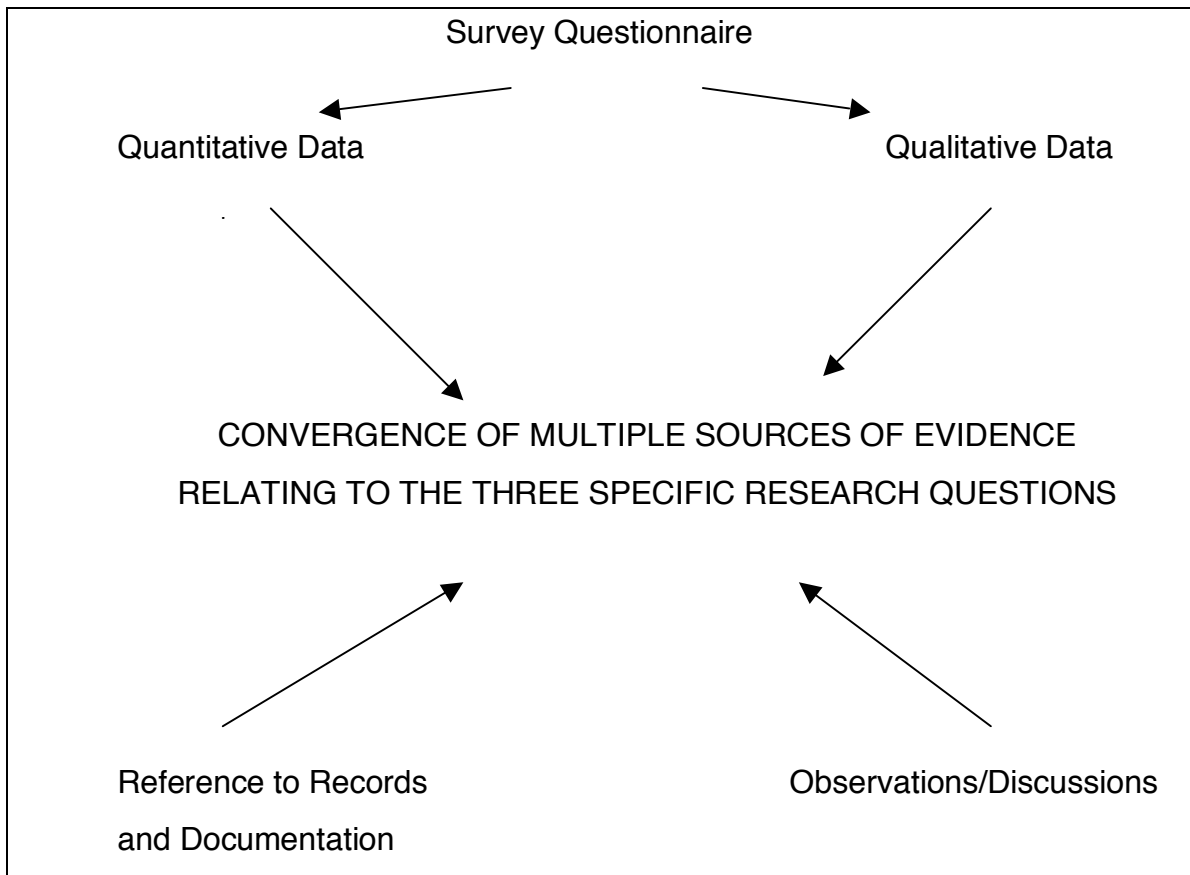 Survey Questionnaire
Quantitative Data
Qualitative Data
CONVERGENCE OF MULTIPLE SOURCES OF EVIDENCE
RELATING TO THE THREE SPECIFIC RESEARCH QUESTIONS
Reference to Records
and Documentation
Observations/Discussions